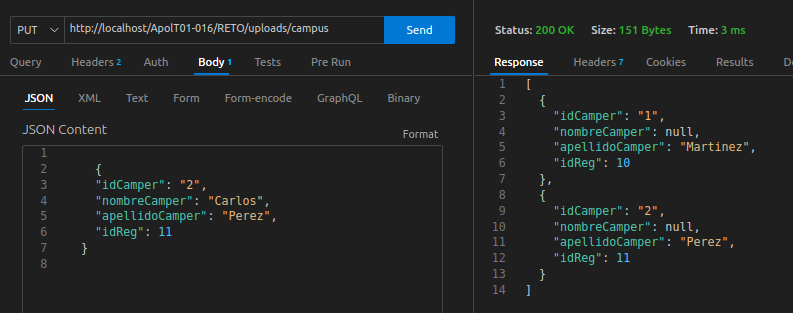 PUT http://localhost/ApolT01-016/RETO/uploads/campus Send
Query Headers 2 Auth Body 1 Tests Pre Run
JSON XML Text Form Form-encode GraphQL Binary
JSON Content Format
1
2 {
3 "idCamper": "2",
4 "nombreCamper": "Carlos",
5 "apellidoCamper": "Perez",
6 "idReg": 11
7 }
8
Status: 200 OK Size: 151 Bytes Time: 3 ms
Response Headers 7 Cookies Results
1 [
2 {
3 "idCamper": "1",
4 "nombreCamper": null,
5 "apellidoCamper": "Martinez",
6 "idReg": 10
7 },
8 {
9 "idCamper": "2",
10 "nombreCamper": null,
11 "apellidoCamper": "Perez",
12 "idReg": 11
13 }
14 ]